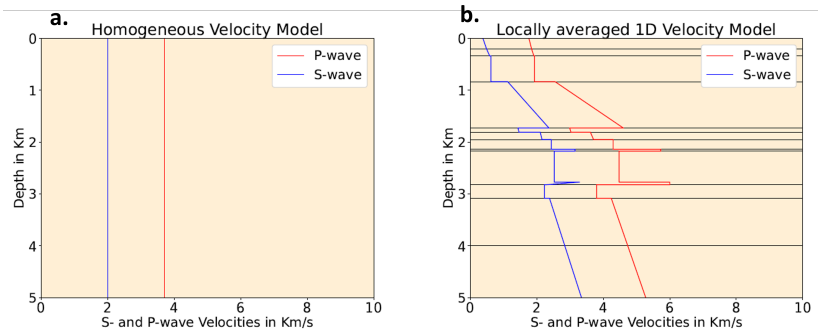 a.
Homogeneous Velocity Model
P-wave
S-wave
0
1
2
3
4
5
Depth in Km
0 2 4 6 8 10
S- and P-wave Velocities in Km/s
b.
Locally averaged 1D Velocity Model
P-wave
S-wave
0
1
2
3
4
5
Depth in Km
0 2 4 6 8 10
S- and P-wave Velocities in Km/s